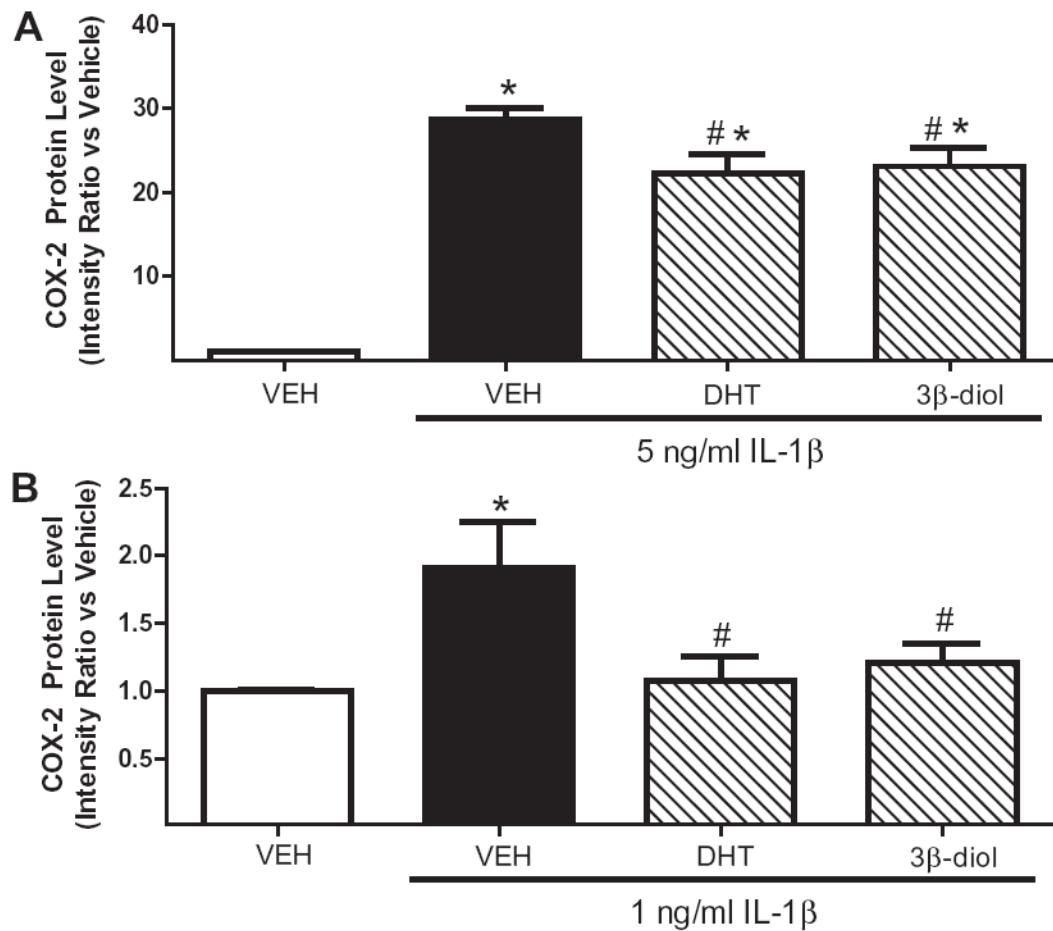 A
COX-2 Protein Level
(Intensity Ratio vs Vehicle)
40
30
20
10
*
# *
# *
VEH
VEH
DHT
3β-diol
5 ng/ml IL-1β
B
COX-2 Protein Level
(Intensity Ratio vs Vehicle)
2.5
2.0
1.5
1.0
0.5
*
#
#
VEH
VEH
DHT
3β-diol
1 ng/ml IL-1β